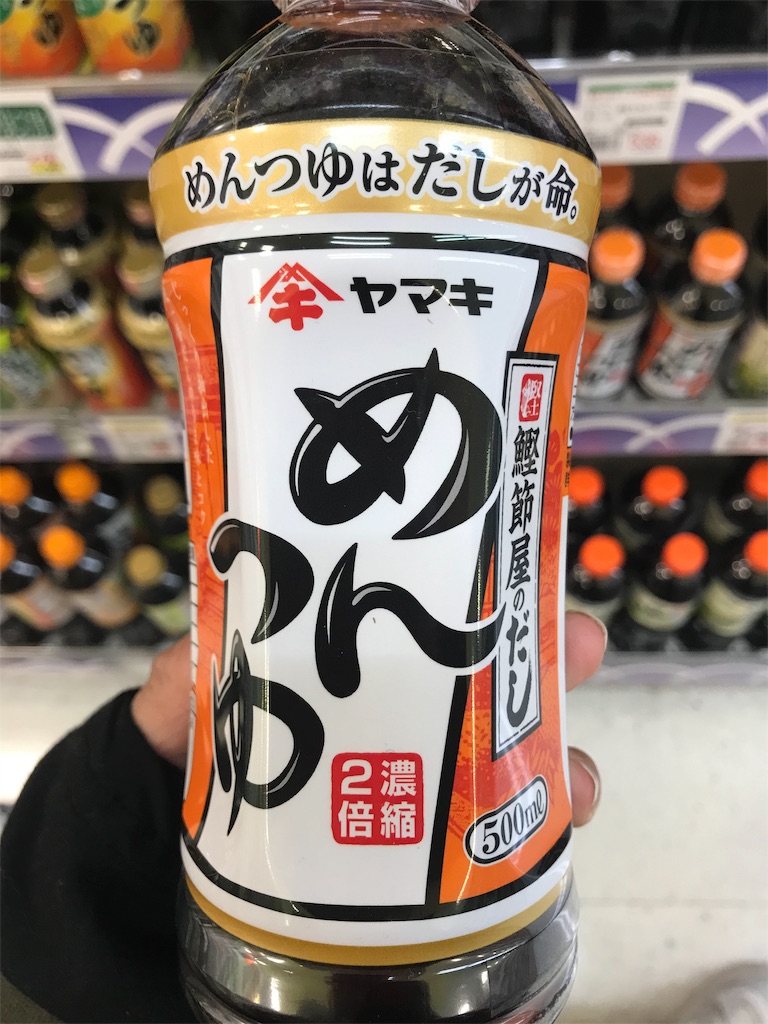 めんつゆはだしが命。
キ ヤマキ
めん
つゆ
鰹節屋のだし
濃縮
2倍
500ml